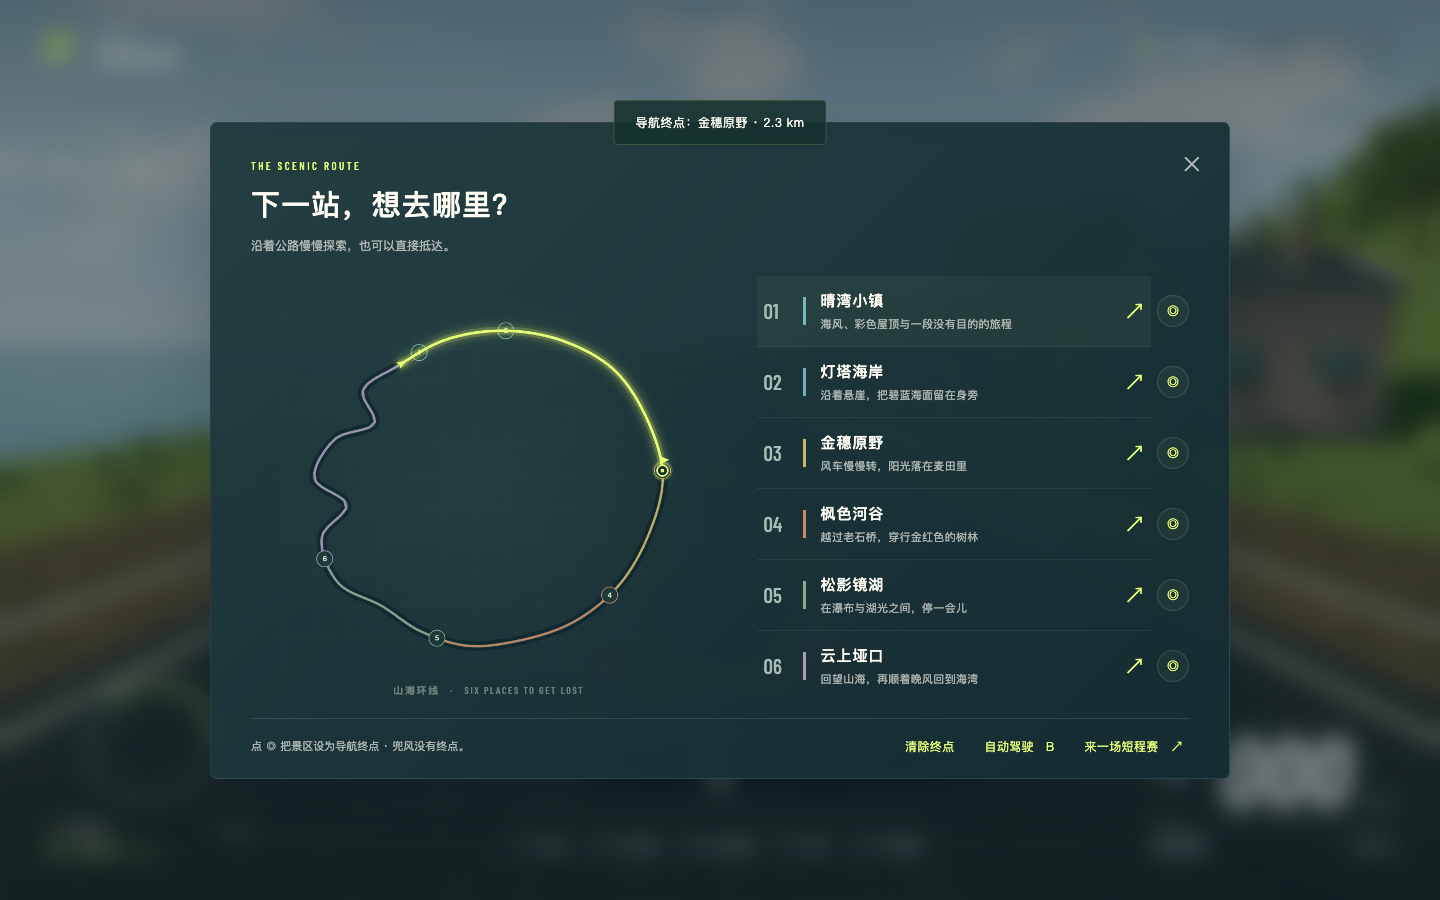 导航终点：金穗原野 · 2.3 km
THE SCENIC ROUTE
下一站，想去哪里？
沿着公路慢慢探索，也可以直接抵达。
01
晴湾小镇
海风、彩色屋顶与一段没有目的的旅程
02
灯塔海岸
沿着悬崖，把碧蓝海面留在身旁
03
金穗原野
风车慢慢转，阳光落在麦田里
04
枫色河谷
越过老石桥，穿行金红色的树林
05
松影镜湖
在瀑布与湖光之间，停一会儿
06
云上垭口
回望山海，再顺着晚风回到海湾
4
5
6
山海环线 · SIX PLACES TO GET LOST
点 ◎ 把景区设为导航终点 · 兜风没有终点。
清除终点 自动驾驶 B 来一场短程赛 ↗